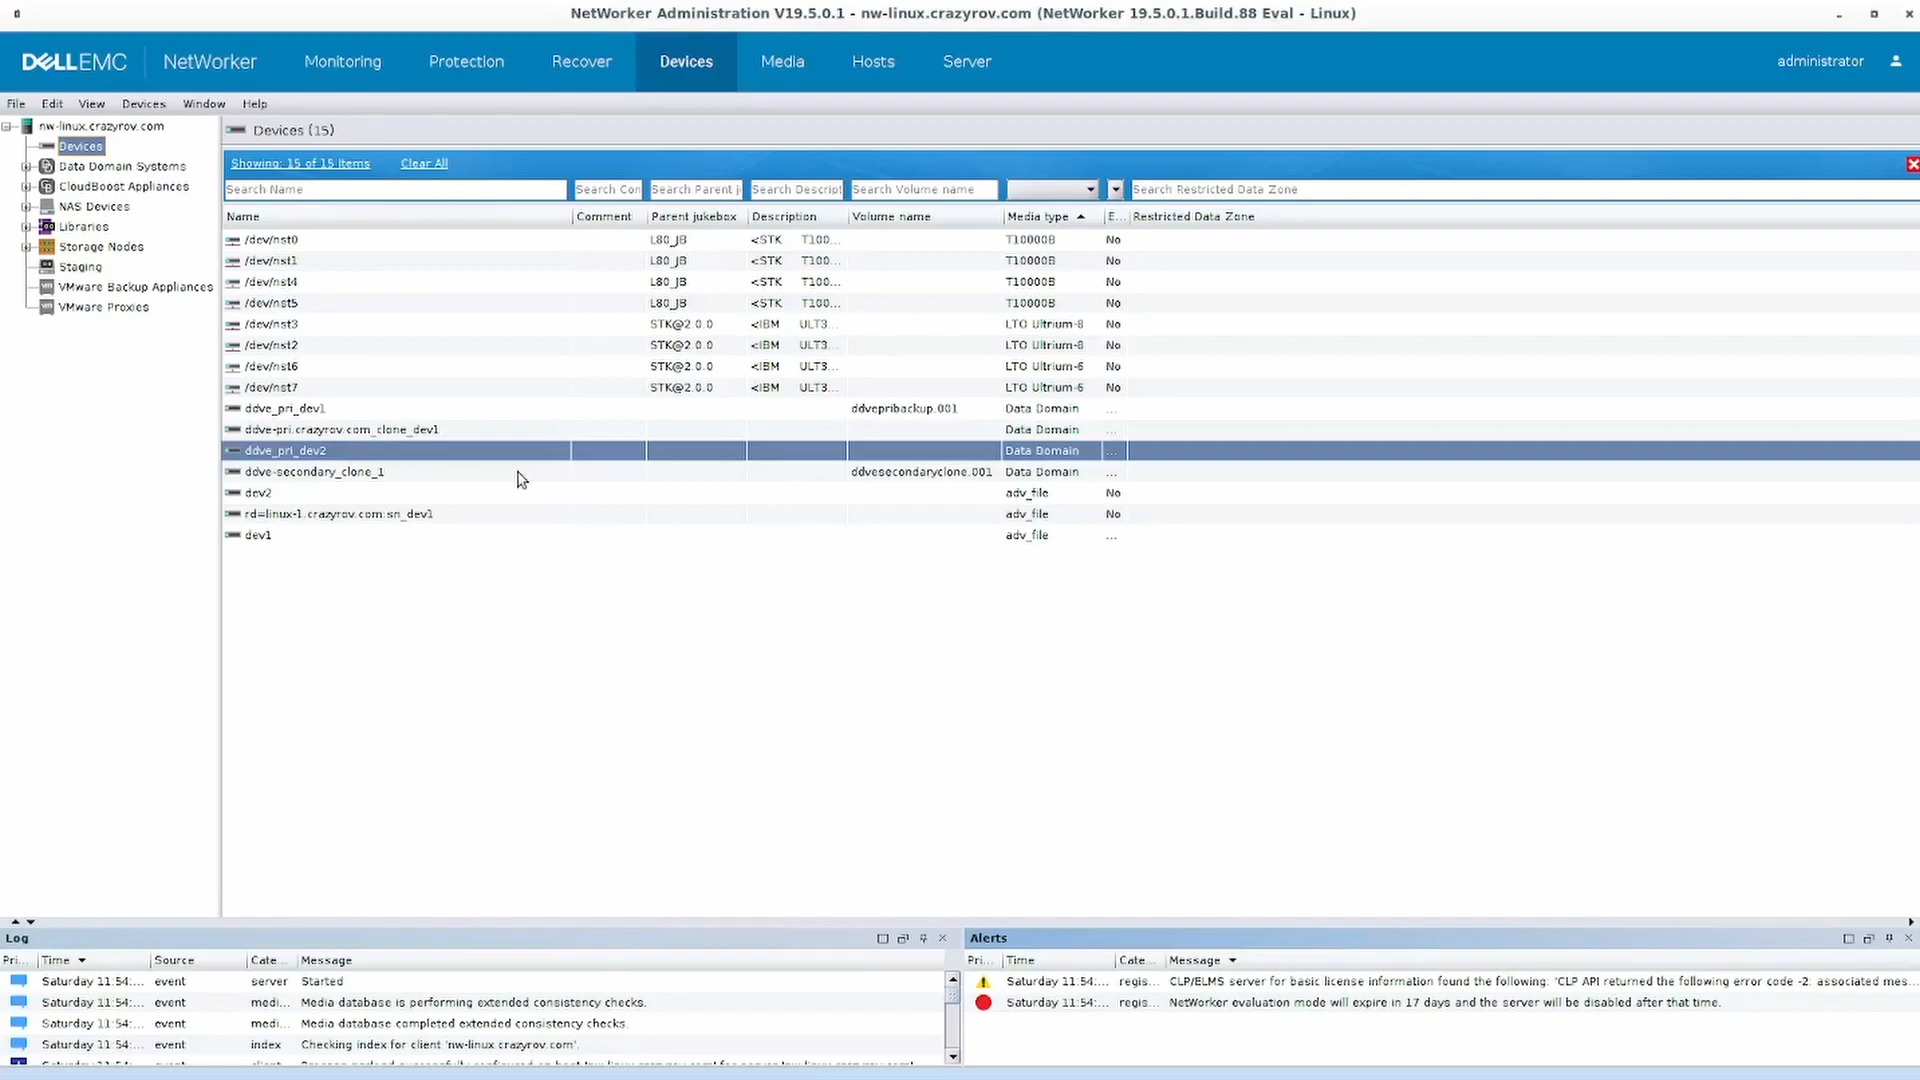 NetWorker Administration V19.5.0.1 - nw-linux.crazyrov.com (NetWorker 19.5.0.1.Build.88 Eval - Linux)
DELLEMC NetWorker Monitoring Protection Recover Devices Media Hosts Server administrator
File Edit View Devices Window Help
nw-linux.crazyrov.com
Devices
Data Domain Systems
CloudBoost Appliances
NAS Devices
Libraries
Storage Nodes
Staging
VMware Backup Appliances
VMware Proxies
Devices (15)
Showing: 15 of 15 Items Clear All
Search Name Search Con Search Parent j Search Descript Search Volume name Search Restricted Data Zone
Name Comment Parent jukebox Description Volume name Media type E... Restricted Data Zone
/dev/nst0 L80_JB <STK T100... T10000B No
/dev/nst1 L80_JB <STK T100... T10000B No
/dev/nst4 L80_JB <STK T100... T10000B No
/dev/nst5 L80_JB <STK T100... T10000B No
/dev/nst3 STK@2.0.0 <IBM ULT3... LTO Ultrium-8 No
/dev/nst2 STK@2.0.0 <IBM ULT3... LTO Ultrium-8 No
/dev/nst6 STK@2.0.0 <IBM ULT3... LTO Ultrium-6 No
/dev/nst7 STK@2.0.0 <IBM ULT3... LTO Ultrium-6 No
ddve_pri_dev1 ddvepribackup.001 Data Domain ...
ddve-pri.crazyrov.com_clone_dev1 Data Domain ...
ddve_pri_dev2 Data Domain ...
ddve-secondary_clone_1 ddvesecondaryclone.001 Data Domain ...
dev2 adv_file No
rd=linux-1.crazyrov.com:sn_dev1 adv_file No
dev1 adv_file ...
Log
Pri... Time Source Cate... Message
Saturday 11:54:... event server Started
Saturday 11:54:... event medi... Media database is performing extended consistency checks.
Saturday 11:54:... event medi... Media database completed extended consistency checks.
Saturday 11:54:... event index Checking index for client 'nw-linux.crazyrov.com'.
Alerts
Pri... Time Cate... Message
Saturday 11:54:... regis... CLP/ELMS server for basic license information found the following: 'CLP API returned the following error code -2: associated mes...
Saturday 11:54:... regis... NetWorker evaluation mode will expire in 17 days and the server will be disabled after that time.